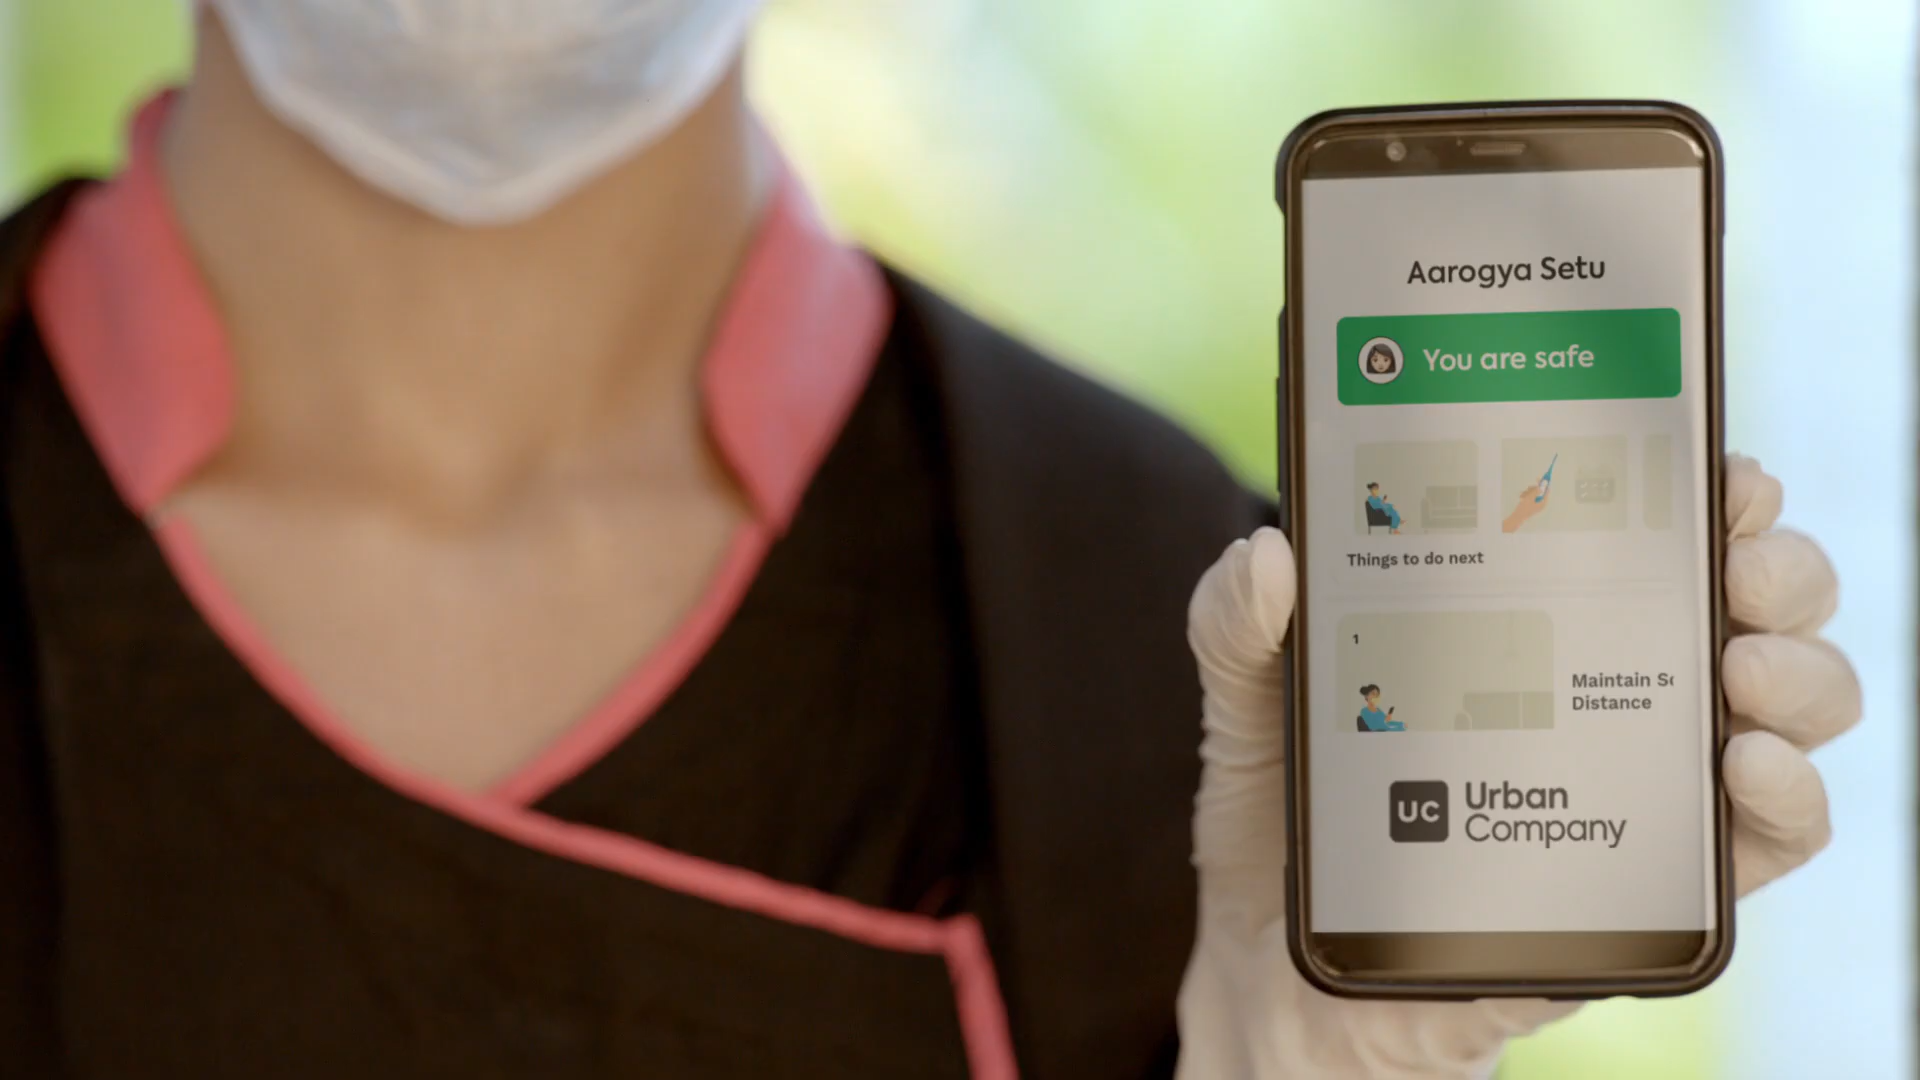 Aarogya Setu
You are safe
Things to do next
1
Maintain
Distance
UC
Urban
Company